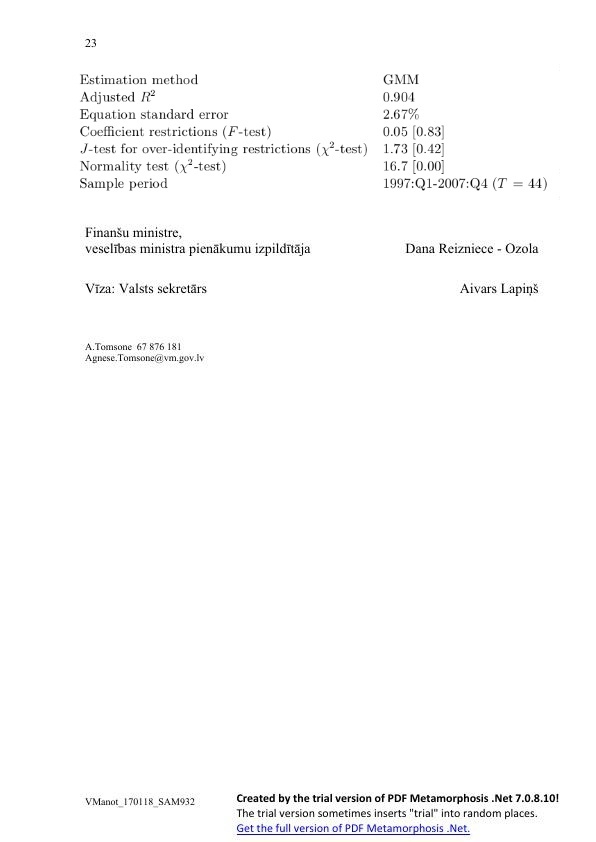 23
Estimation method GMM
Adjusted R² 0.904
Equation standard error 2.67%
Coefficient restrictions (F-test) 0.05 [0.83]
J-test for over-identifying restrictions (χ²-test) 1.73 [0.42]
Normality test (χ²-test) 16.7 [0.00]
Sample period 1997:Q1-2007:Q4 (T = 44)
Finanšu ministre,
veselības ministra pienākumu izpildītāja Dana Reizniece - Ozola
Vīza: Valsts sekretārs Aivars Lapiņš
A.Tomsone 67 876 181
Agnese.Tomsone@vm.gov.lv
VManot_170118_SAM932
Created by the trial version of PDF Metamorphosis .Net 7.0.8.10!
The trial version sometimes inserts "trial" into random places.
Get the full version of PDF Metamorphosis .Net.